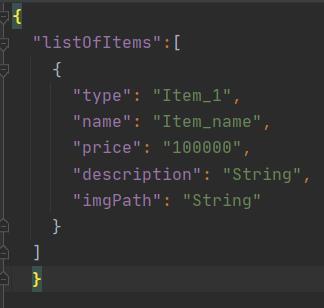 {
"listOfItems":[
{
"type": "Item_1",
"name": "Item_name",
"price": "100000",
"description": "String",
"imgPath": "String"
}
]
}